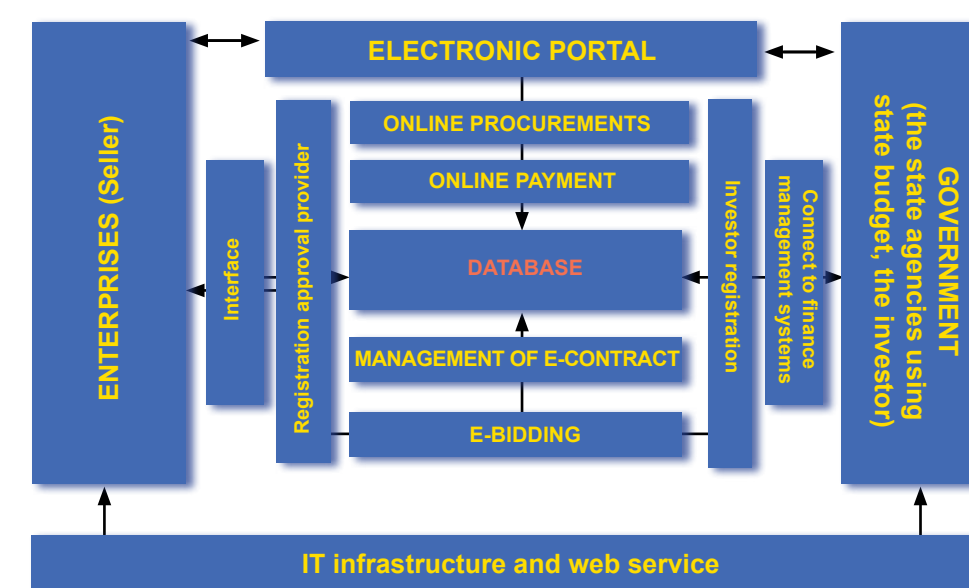 ELECTRONIC PORTAL
ENTERPRISES (Seller)
Interface
Registration approval provider
ONLINE PROCUREMENTS
ONLINE PAYMENT
DATABASE
MANAGEMENT OF E-CONTRACT
E-BIDDING
Investor registration
Connect to finance
management systems
GOVERNMENT
(the state agencies using
state budget, the investor)
IT infrastructure and web service